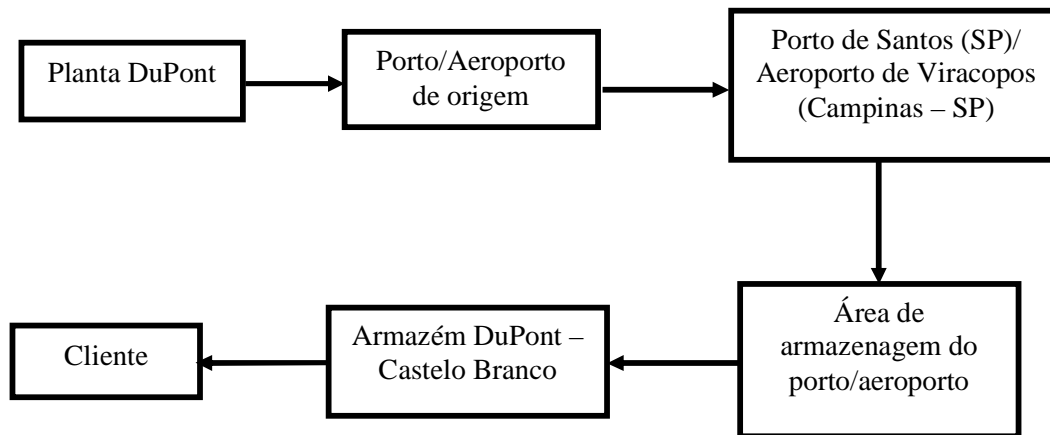 Planta DuPont
Porto/Aeroporto
de origem
Porto de Santos (SP)/
Aeroporto de Viracopos
(Campinas – SP)
Área de
armazenagem do
porto/aeroporto
Armazém DuPont –
Castelo Branco
Cliente